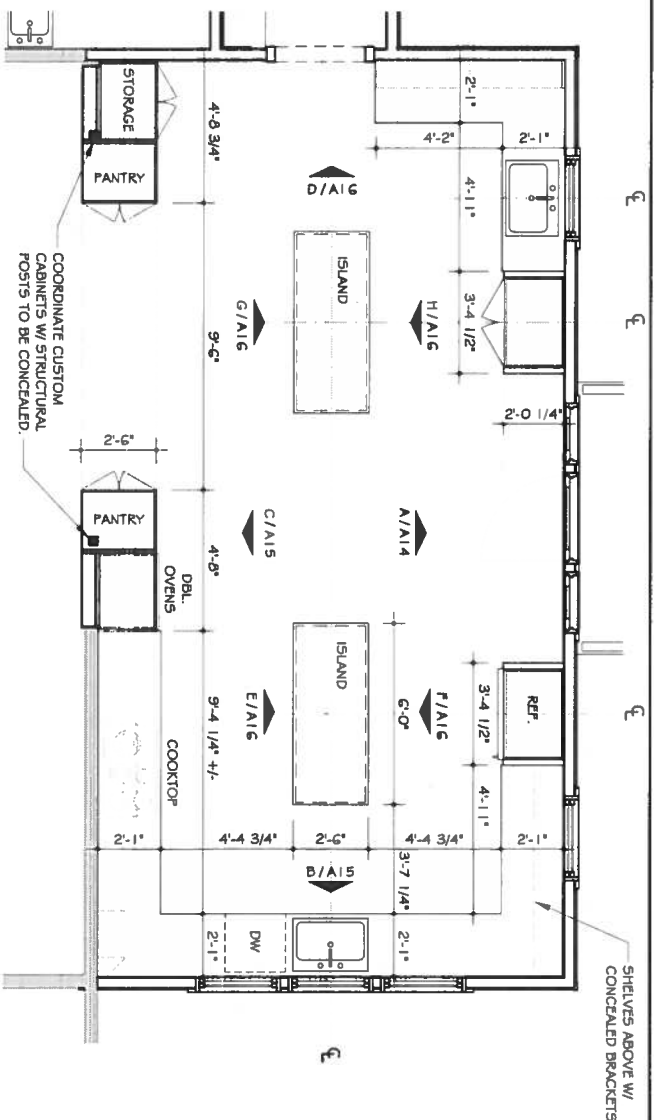 STORAGE
PANTRY
4'-8 3/4"
D/A16
2'-1"
4'-2"
2'-1"
4'-11"
ISLAND
G/A16
H/A16
3'-4 1/2"
9'-6"
COORDINATE CUSTOM
CABINETS W/ STRUCTURAL
POSTS TO BE CONCEALED.
2'-0 1/4"
2'-6"
PANTRY
DBL.
OVENS
4'-8"
C/A15
A/A14
ISLAND
E/A16
F/A16
6'-0"
3'-4 1/2"
REF.
COOKTOP
9'-4 1/4" +/-
4'-11"
2'-1"
4'-4 3/4"
2'-6"
4'-4 3/4"
2'-1"
B/A15
3'-7 1/4"
DW
2'-1"
2'-1"
SHELVES ABOVE W/
CONCEALED BRACKETS